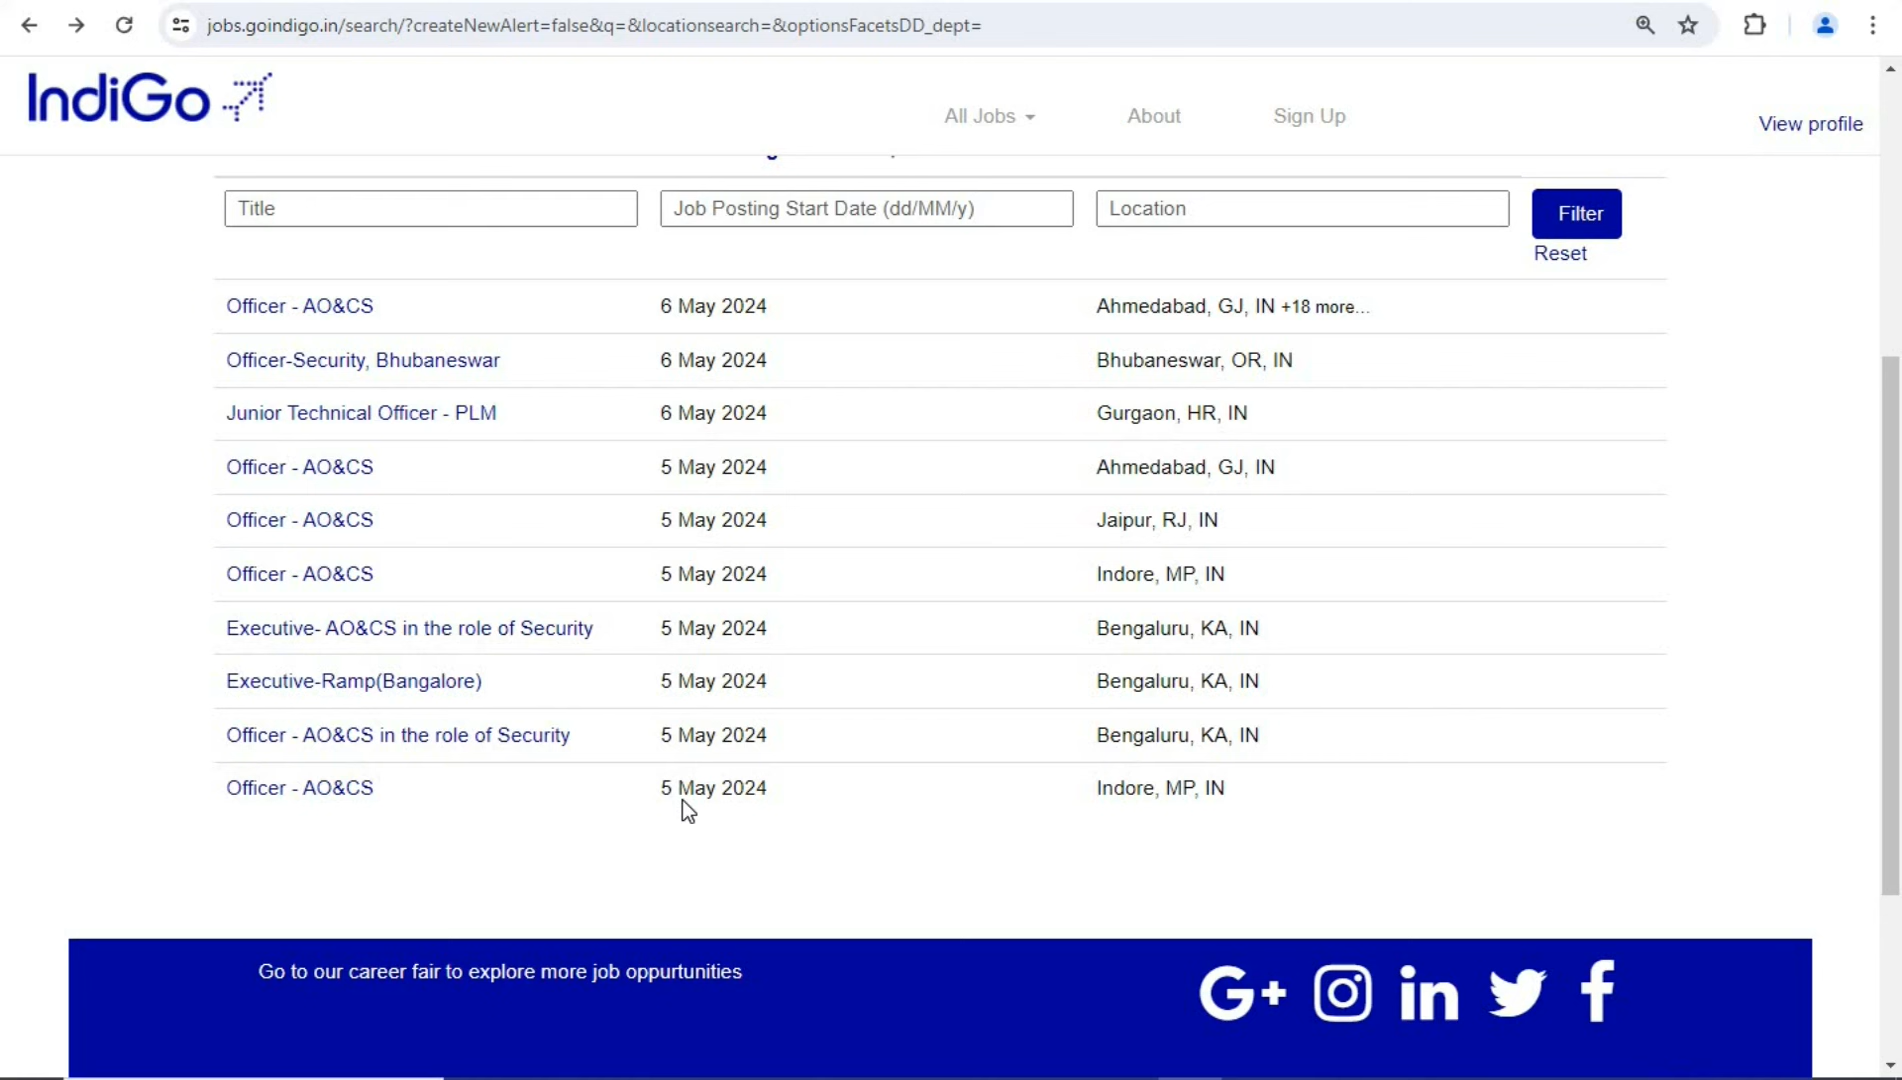 jobs.goindigo.in/search/?createNewAlert=false&q=&locationsearch=&optionsFacetsDD_dept=
IndiGo
All Jobs
About
Sign Up
View profile
Title
Job Posting Start Date (dd/MM/y)
Location
Filter
Reset
Officer - AO&CS 6 May 2024 Ahmedabad, GJ, IN +18 more...
Officer-Security, Bhubaneswar 6 May 2024 Bhubaneswar, OR, IN
Junior Technical Officer - PLM 6 May 2024 Gurgaon, HR, IN
Officer - AO&CS 5 May 2024 Ahmedabad, GJ, IN
Officer - AO&CS 5 May 2024 Jaipur, RJ, IN
Officer - AO&CS 5 May 2024 Indore, MP, IN
Executive- AO&CS in the role of Security 5 May 2024 Bengaluru, KA, IN
Executive-Ramp(Bangalore) 5 May 2024 Bengaluru, KA, IN
Officer - AO&CS in the role of Security 5 May 2024 Bengaluru, KA, IN
Officer - AO&CS 5 May 2024 Indore, MP, IN
Go to our career fair to explore more job oppurtunities
G+
in